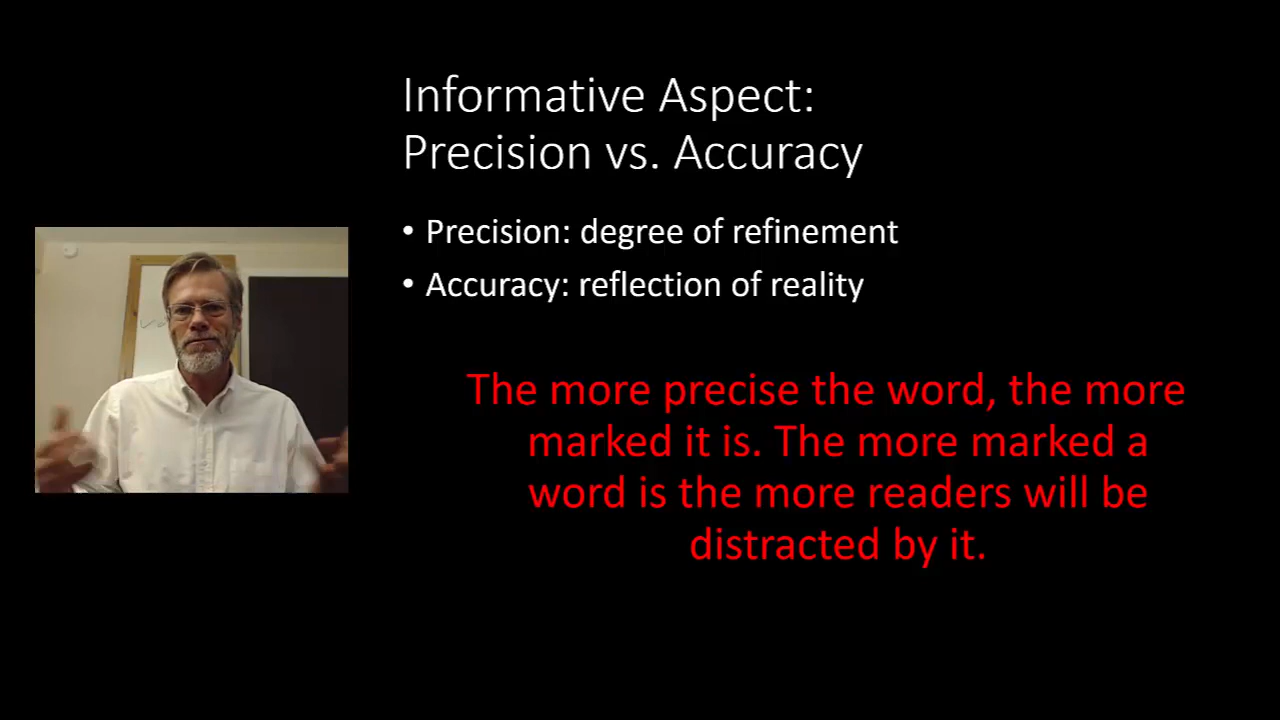 Informative Aspect:
Precision vs. Accuracy
• Precision: degree of refinement
• Accuracy: reflection of reality
The more precise the word, the more
marked it is. The more marked a
word is the more readers will be
distracted by it.